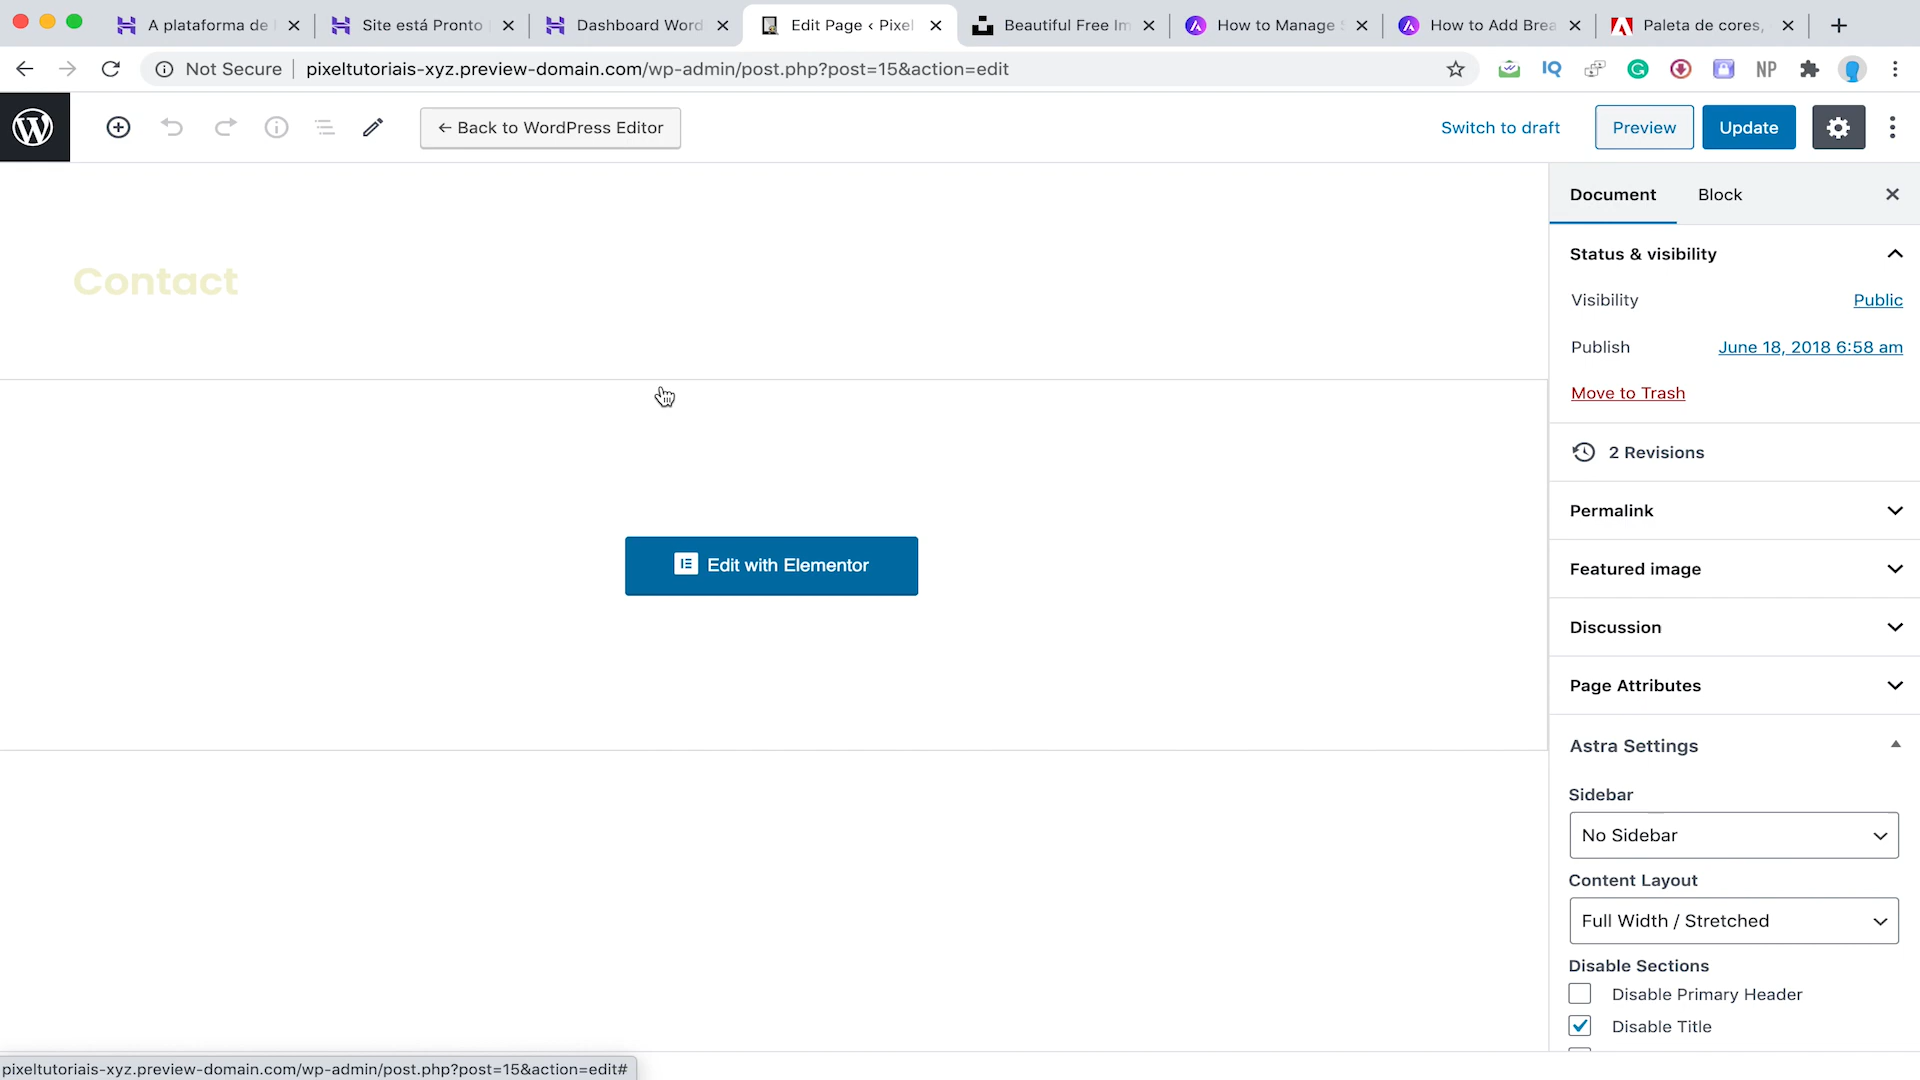 A plataforma de
Site está Pronto
Dashboard Word
Edit Page ‹ Pixel
Beautiful Free Im
How to Manage S
How to Add Brea
Paleta de cores,
Not Secure
pixeltutoriais-xyz.preview-domain.com/wp-admin/post.php?post=15&action=edit
IQ
NP
← Back to WordPress Editor
Switch to draft
Preview
Update
Document
Block
Status & visibility
Visibility
Public
Publish
June 18, 2018 6:58 am
Move to Trash
2 Revisions
Permalink
Featured image
Discussion
Page Attributes
Astra Settings
Sidebar
No Sidebar
Content Layout
Full Width / Stretched
Disable Sections
Disable Primary Header
Disable Title
Contact
Edit with Elementor
pixeltutoriais-xyz.preview-domain.com/wp-admin/post.php?post=15&action=edit#